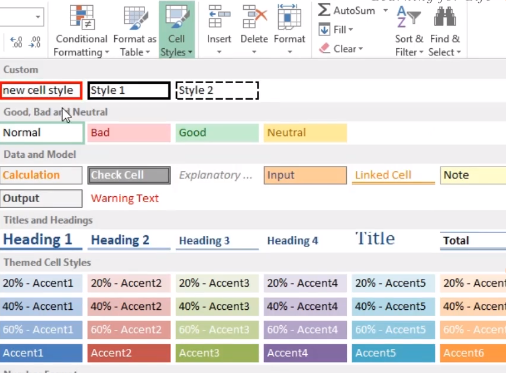 AutoSum
Fill
Clear
Conditional Formatting
Format as Table
Cell Styles
Insert
Delete
Format
Sort & Filter
Find & Select
Custom
new cell style Style 1 Style 2
Good, Bad and Neutral
Normal Bad Good Neutral
Data and Model
Calculation Check Cell Explanatory ... Input Linked Cell Note
Output Warning Text
Titles and Headings
Heading 1 Heading 2 Heading 3 Heading 4 Title Total
Themed Cell Styles
20% - Accent1 20% - Accent2 20% - Accent3 20% - Accent4 20% - Accent5 20% - Accent
40% - Accent1 40% - Accent2 40% - Accent3 40% - Accent4 40% - Accent5 40% - Accent
60% - Accent1 60% - Accent2 60% - Accent3 60% - Accent4 60% - Accent5 60% - Accent
Accent1 Accent2 Accent3 Accent4 Accent5 Accent6